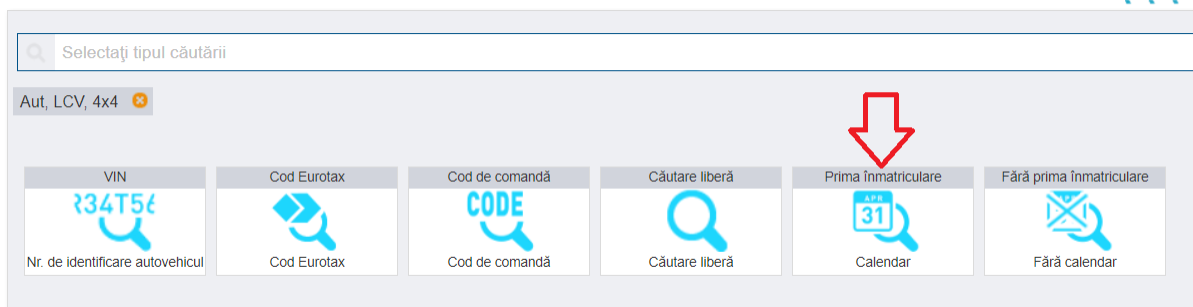 Selectaţi tipul căutării
Aut, LCV, 4x4
VIN
Cod Eurotax
Cod de comandă
Căutare liberă
Prima înmatriculare
Fără prima înmatriculare
R34T56
CODE
APR
31
Nr. de identificare autovehicul
Cod Eurotax
Cod de comandă
Căutare liberă
Calendar
Fără calendar